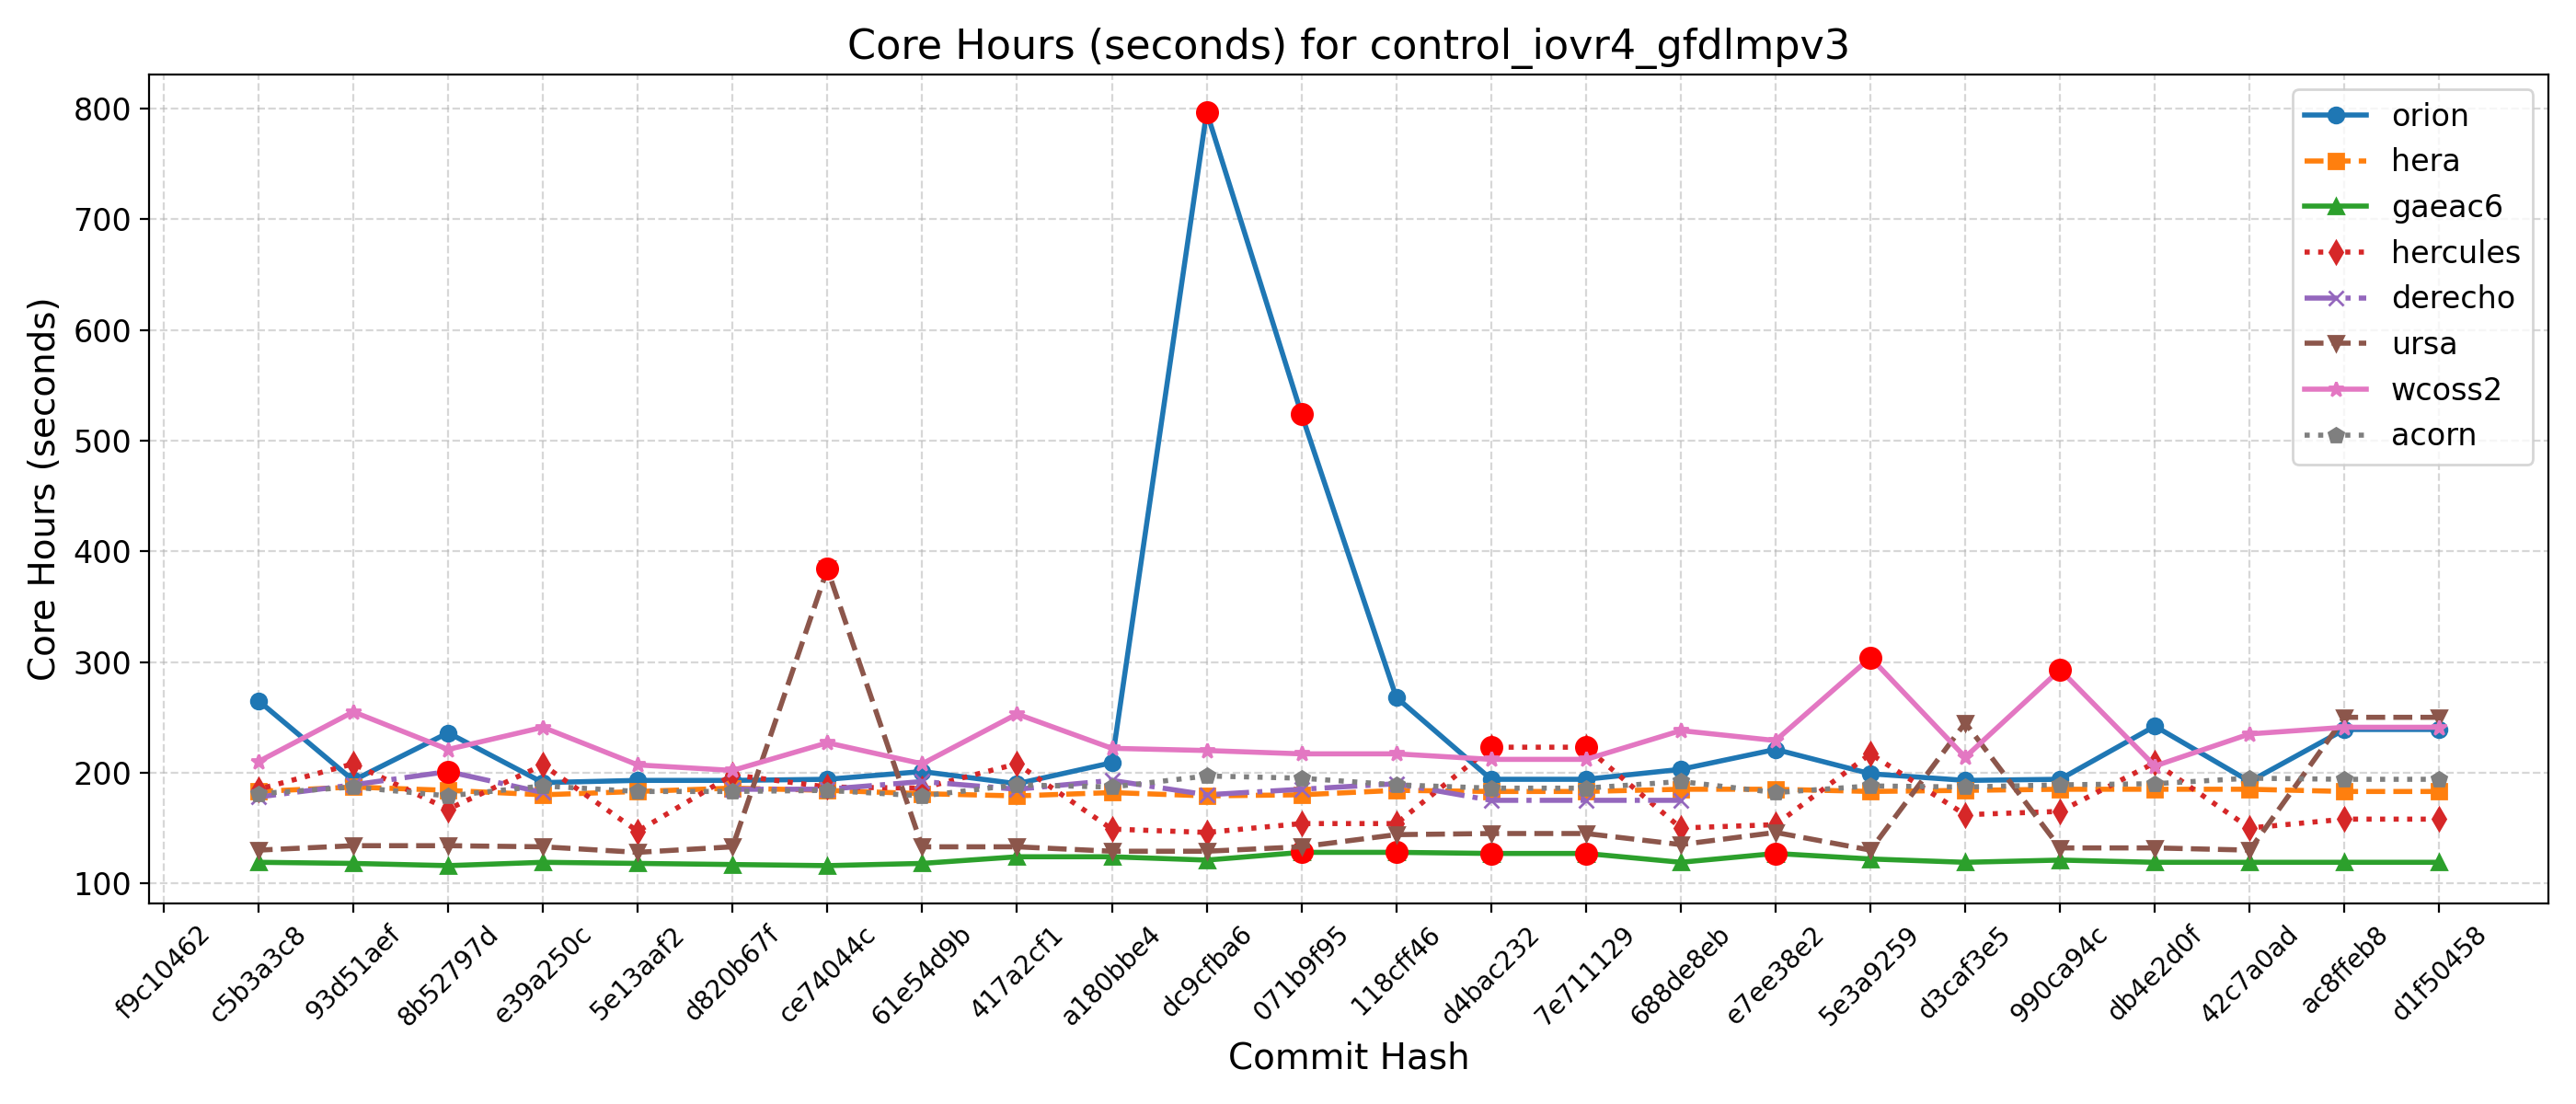 Core Hours (seconds) for control_iovr4_gfdlmpv3
Core Hours (seconds)
800
700
600
500
400
300
200
100
orion
hera
gaeac6
hercules
derecho
ursa
wcoss2
acorn
f9c10462
c5b3a3c8
93d51aef
8b52797d
e39a250c
5e13aaf2
d820b67f
ce74044c
61e54d9b
417a2cf1
a180bbe4
dc9cfba6
071b9f95
118cff46
d4bac232
7e711129
688de8eb
e7ee38e2
5e3a9259
d3caf3e5
990ca94c
db4e2d0f
42c7a0ad
ac8ffeb8
d1f50458
Commit Hash